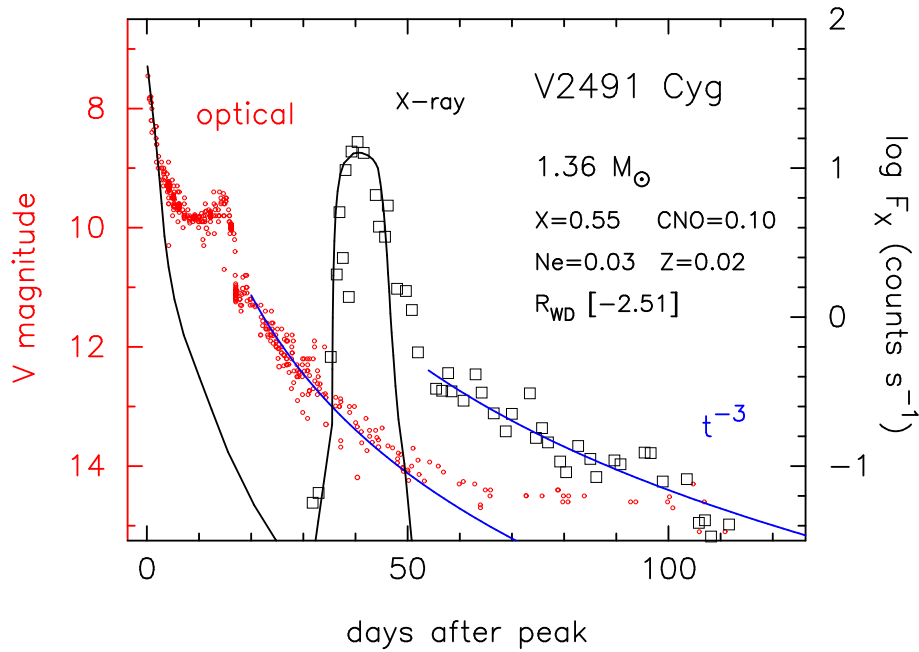 2
8
optical
X-ray
V2491 Cyg
1
1.36 M⊙
10
X=0.55 CNO=0.10
Ne=0.03 Z=0.02
V magnitude
log F_X (counts s^−1)
R_WD [−2.51]
0
12
t^−3
14
−1
0
50
100
days after peak